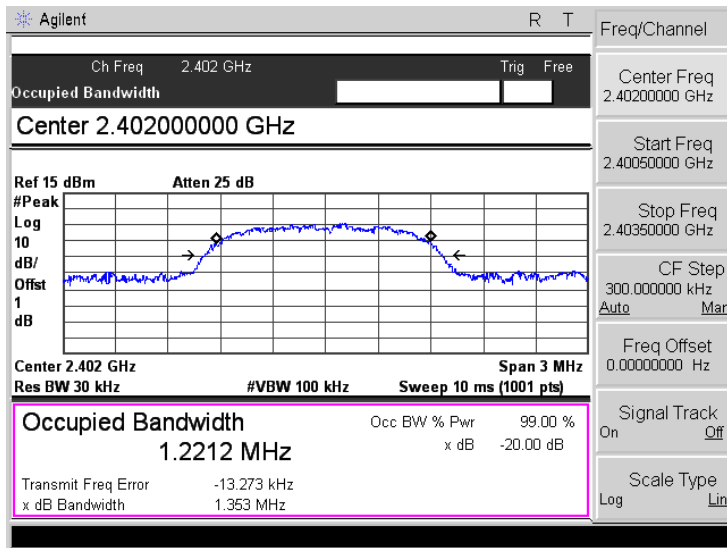 Agilent R T
Ch Freq 2.402 GHz Trig Free
Occupied Bandwidth
Center 2.402000000 GHz
Ref 15 dBm Atten 25 dB
#Peak
Log
10
dB/
Offst
1
dB
Center 2.402 GHz Span 3 MHz
Res BW 30 kHz #VBW 100 kHz Sweep 10 ms (1001 pts)
Occupied Bandwidth
1.2212 MHz
Occ BW % Pwr 99.00 %
x dB -20.00 dB
Transmit Freq Error -13.273 kHz
x dB Bandwidth 1.353 MHz
Freq/Channel
Center Freq
2.40200000 GHz
Start Freq
2.40050000 GHz
Stop Freq
2.40350000 GHz
CF Step
300.000000 kHz
Auto Mar
Freq Offset
0.00000000 Hz
Signal Track
On Off
Scale Type
Log Lin